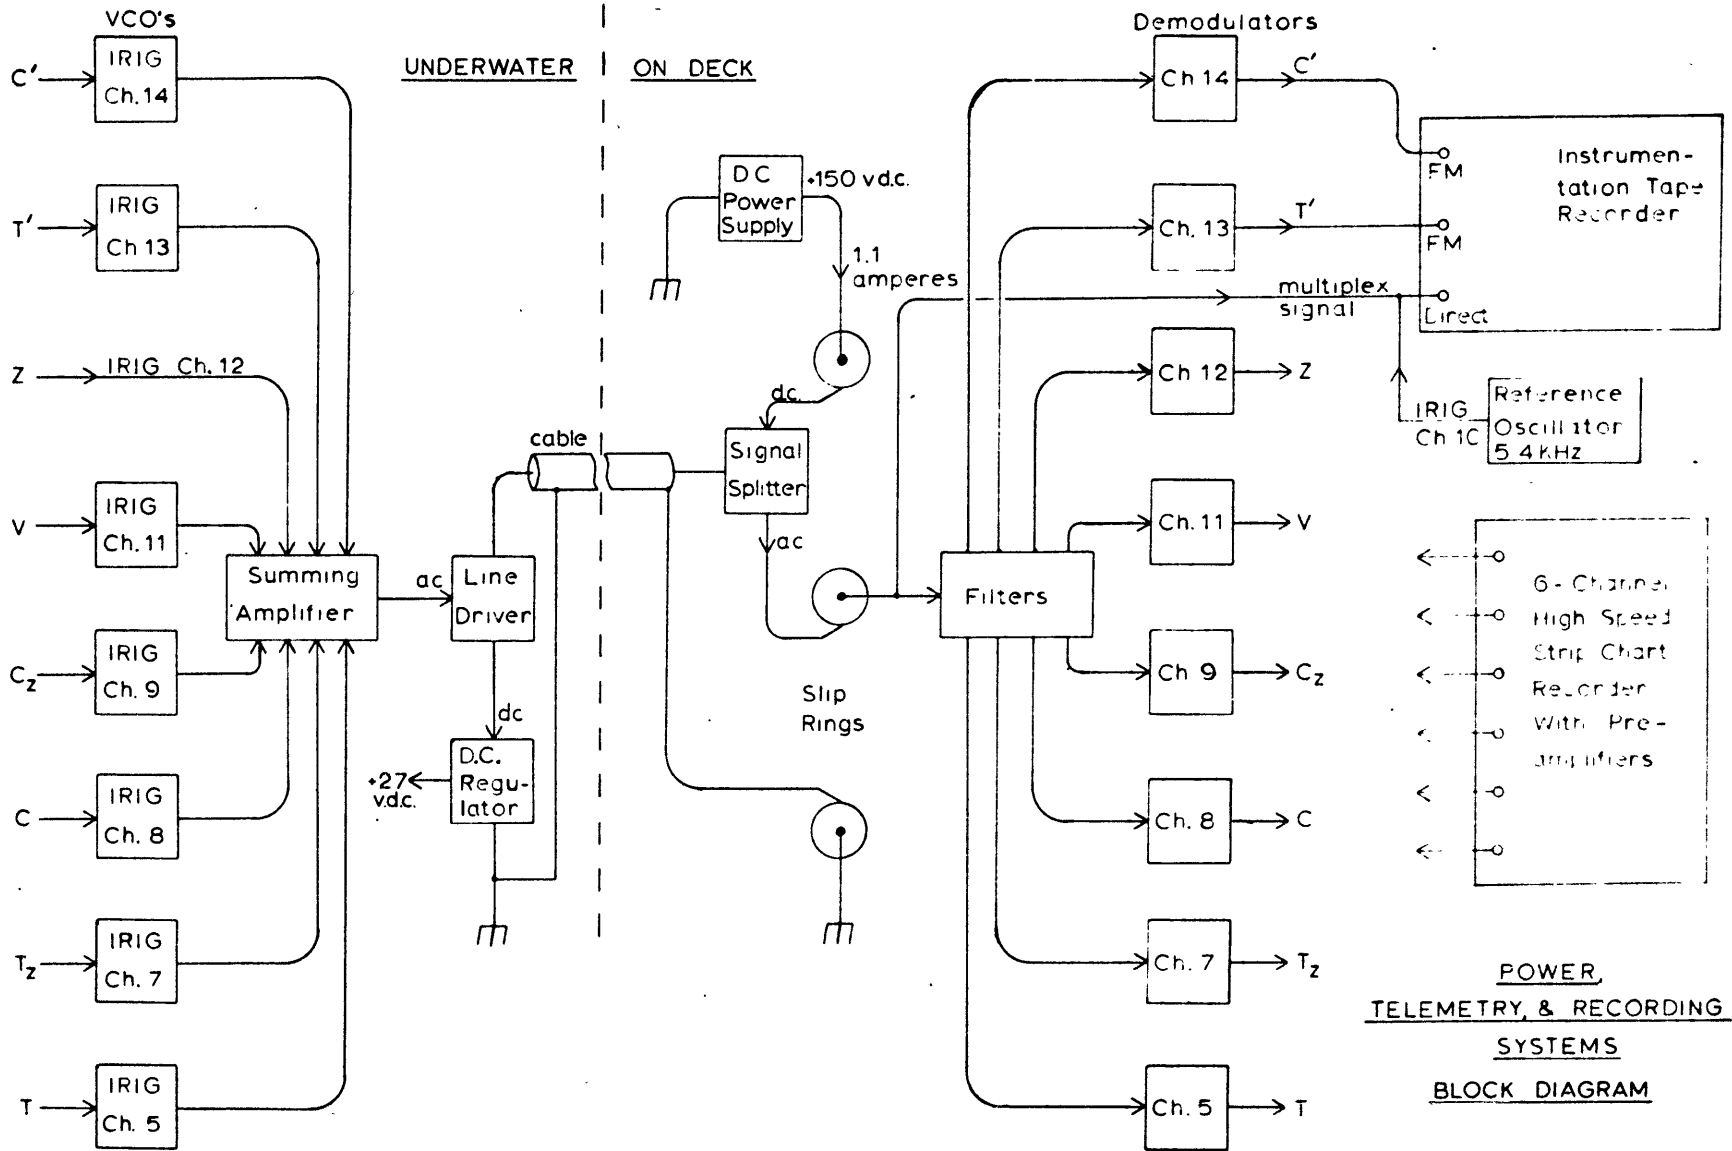 VCO's
UNDERWATER
ON DECK
Demodulators
C'
IRIG
Ch. 14
T'
IRIG
Ch 13
Z
IRIG Ch. 12
V
IRIG
Ch. 11
Cz
IRIG
Ch. 9
C
IRIG
Ch. 8
Tz
IRIG
Ch. 7
T
IRIG
Ch. 5
Summing
Amplifier
ac
Line
Driver
dc
D.C.
Regu-
lator
+27
v.d.c.
cable
DC
Power
Supply
+150 v d.c.
1.1
amperes
d.c.
Signal
Splitter
ac
Slip
Rings
Filters
multiplex
signal
Ch 14
C'
Ch. 13
T'
Ch 12
Z
Ch. 11
V
Ch 9
Cz
Ch. 8
C
Ch. 7
Tz
Ch. 5
T
FM
FM
Direct
Instrumen-
tation Tape
Recorder
IRIG
Ch 1C
Reference
Oscillator
5.4 KHz
6-Channel
High Speed
Strip Chart
Recorder
With Pre-
amplifiers
POWER,
TELEMETRY, & RECORDING
SYSTEMS
BLOCK DIAGRAM